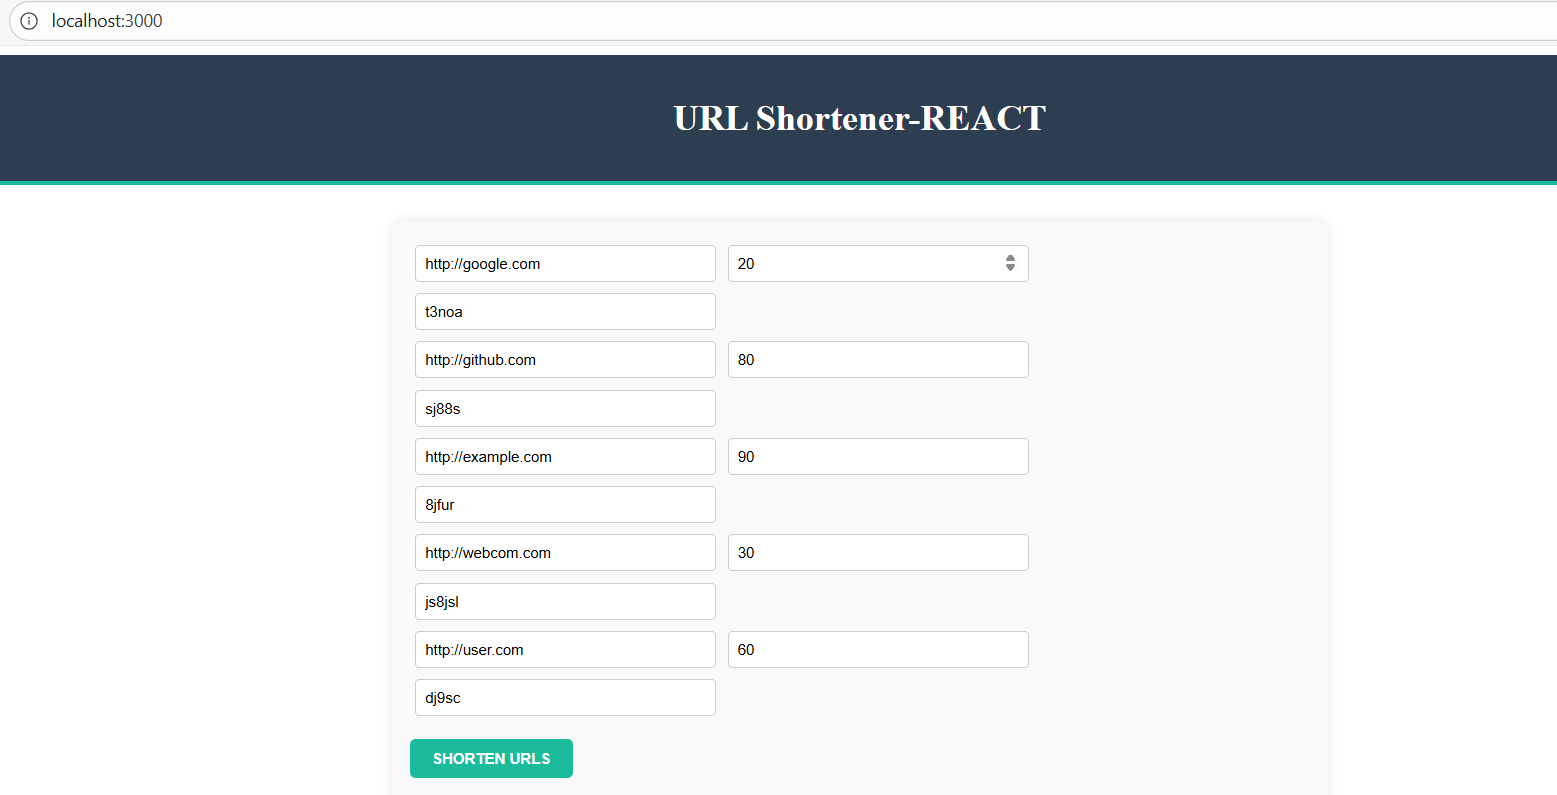 localhost:3000
URL Shortener-REACT
http://google.com 20
t3noa
http://github.com 80
sj88s
http://example.com 90
8jfur
http://webcom.com 30
js8jsl
http://user.com 60
dj9sc
SHORTEN URLS